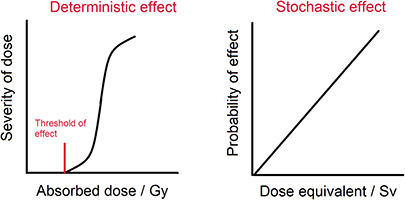 Deterministic effect
Severity of dose
Threshold of
effect
Absorbed dose / Gy
Stochastic effect
Probability of effect
Dose equivalent / Sv